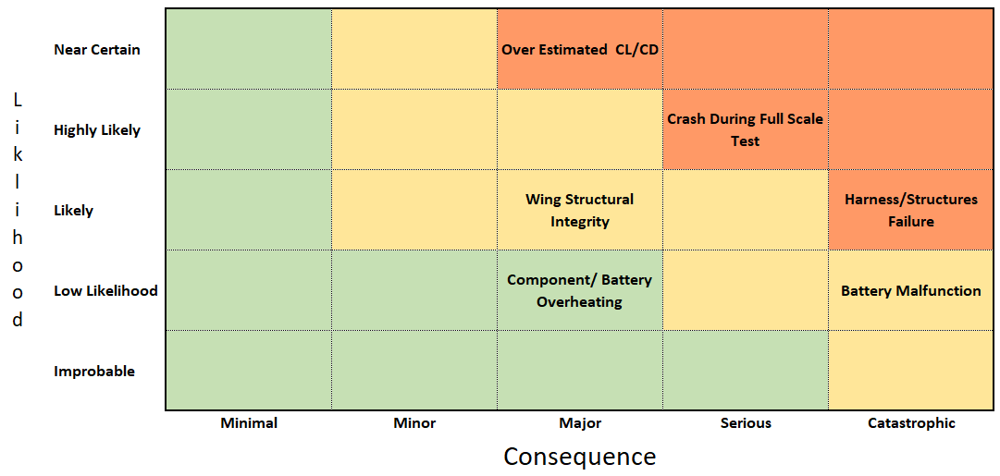 Near Certain
Over Estimated  CL/CD
Liklihood
Highly Likely
Crash During Full Scale
Test
Likely
Wing Structural
Integrity
Harness/Structures
Failure
Low Likelihood
Component/ Battery
Overheating
Battery Malfunction
Improbable
Minimal
Minor
Major
Serious
Catastrophic
Consequence